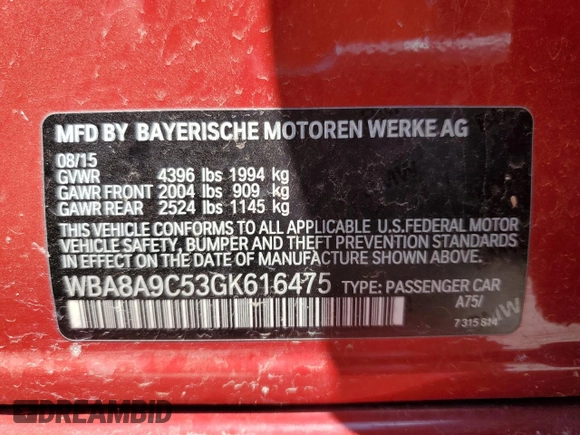 MFD BY BAYERISCHE MOTOREN WERKE AG
08/15
GVWR 4396 lbs 1994 kg
GAWR FRONT 2004 lbs 909 kg
GAWR REAR 2524 lbs 1145 kg
THIS VEHICLE CONFORMS TO ALL APPLICABLE U.S.FEDERAL MOTOR
VEHICLE SAFETY, BUMPER AND THEFT PREVENTION STANDARDS
IN EFFECT ON THE DATE OF MANUFACTURE SHOWN ABOVE.
WBA8A9C53GK616475 TYPE: PASSENGER CAR
A75/
7 315 614
DREAMBID